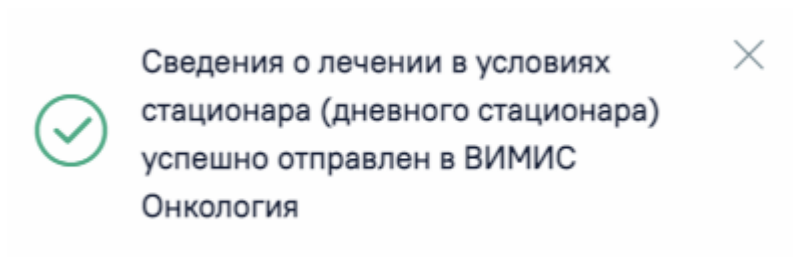 Сведения о лечении в условиях
стационара (дневного стационара)
успешно отправлен в ВИМИС
Онкология